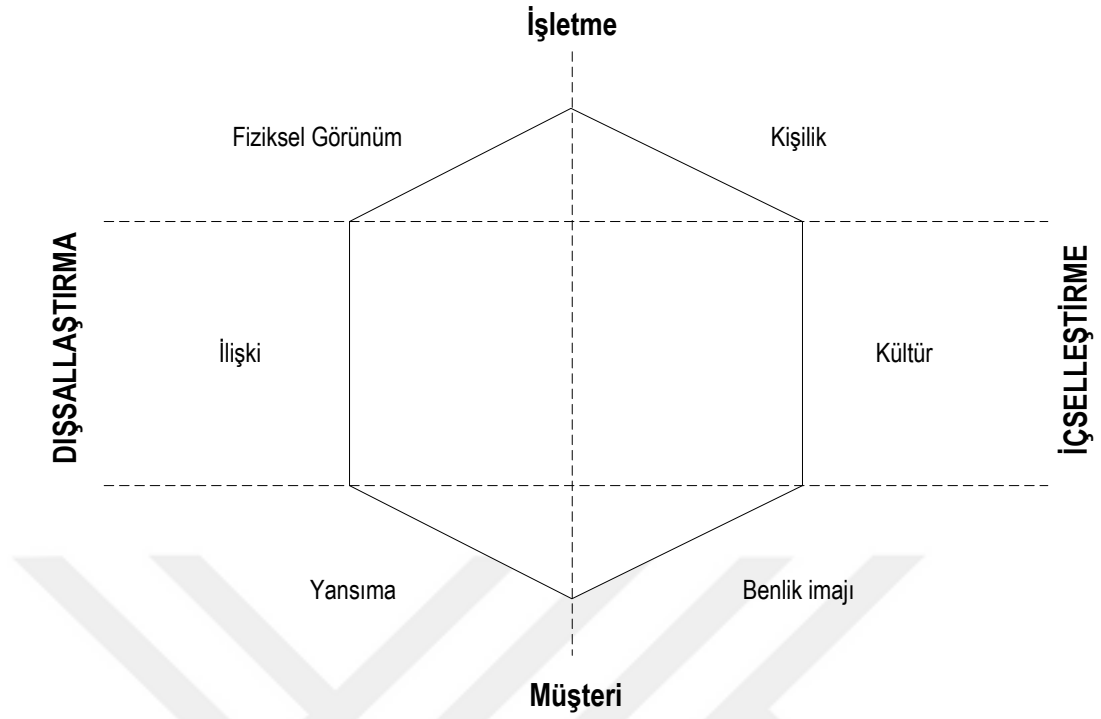 İşletme
Fiziksel Görünüm
Kişilik
DIŞSALLAŞTIRMA
İÇSELLEŞTİRME
İlişki
Kültür
Yansıma
Benlik imajı
Müşteri